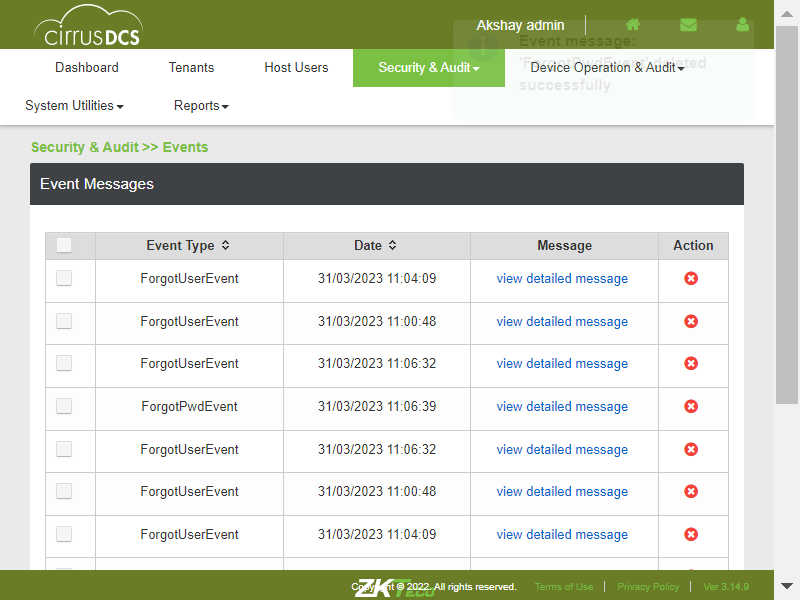 cirrusDCS
Akshay admin
Event message:
'ForgotPwdEvent' deleted
successfully
Dashboard
Tenants
Host Users
Security & Audit
Device Operation & Audit
System Utilities
Reports
Security & Audit >> Events
Event Messages
Event Type Date Message Action
ForgotUserEvent 31/03/2023 11:04:09 view detailed message
ForgotUserEvent 31/03/2023 11:00:48 view detailed message
ForgotUserEvent 31/03/2023 11:06:32 view detailed message
ForgotPwdEvent 31/03/2023 11:06:39 view detailed message
ForgotUserEvent 31/03/2023 11:06:32 view detailed message
ForgotUserEvent 31/03/2023 11:00:48 view detailed message
ForgotUserEvent 31/03/2023 11:04:09 view detailed message
ZKTeco
Copyright © 2022. All rights reserved.
Terms of Use
Privacy Policy
Ver 3.14.9